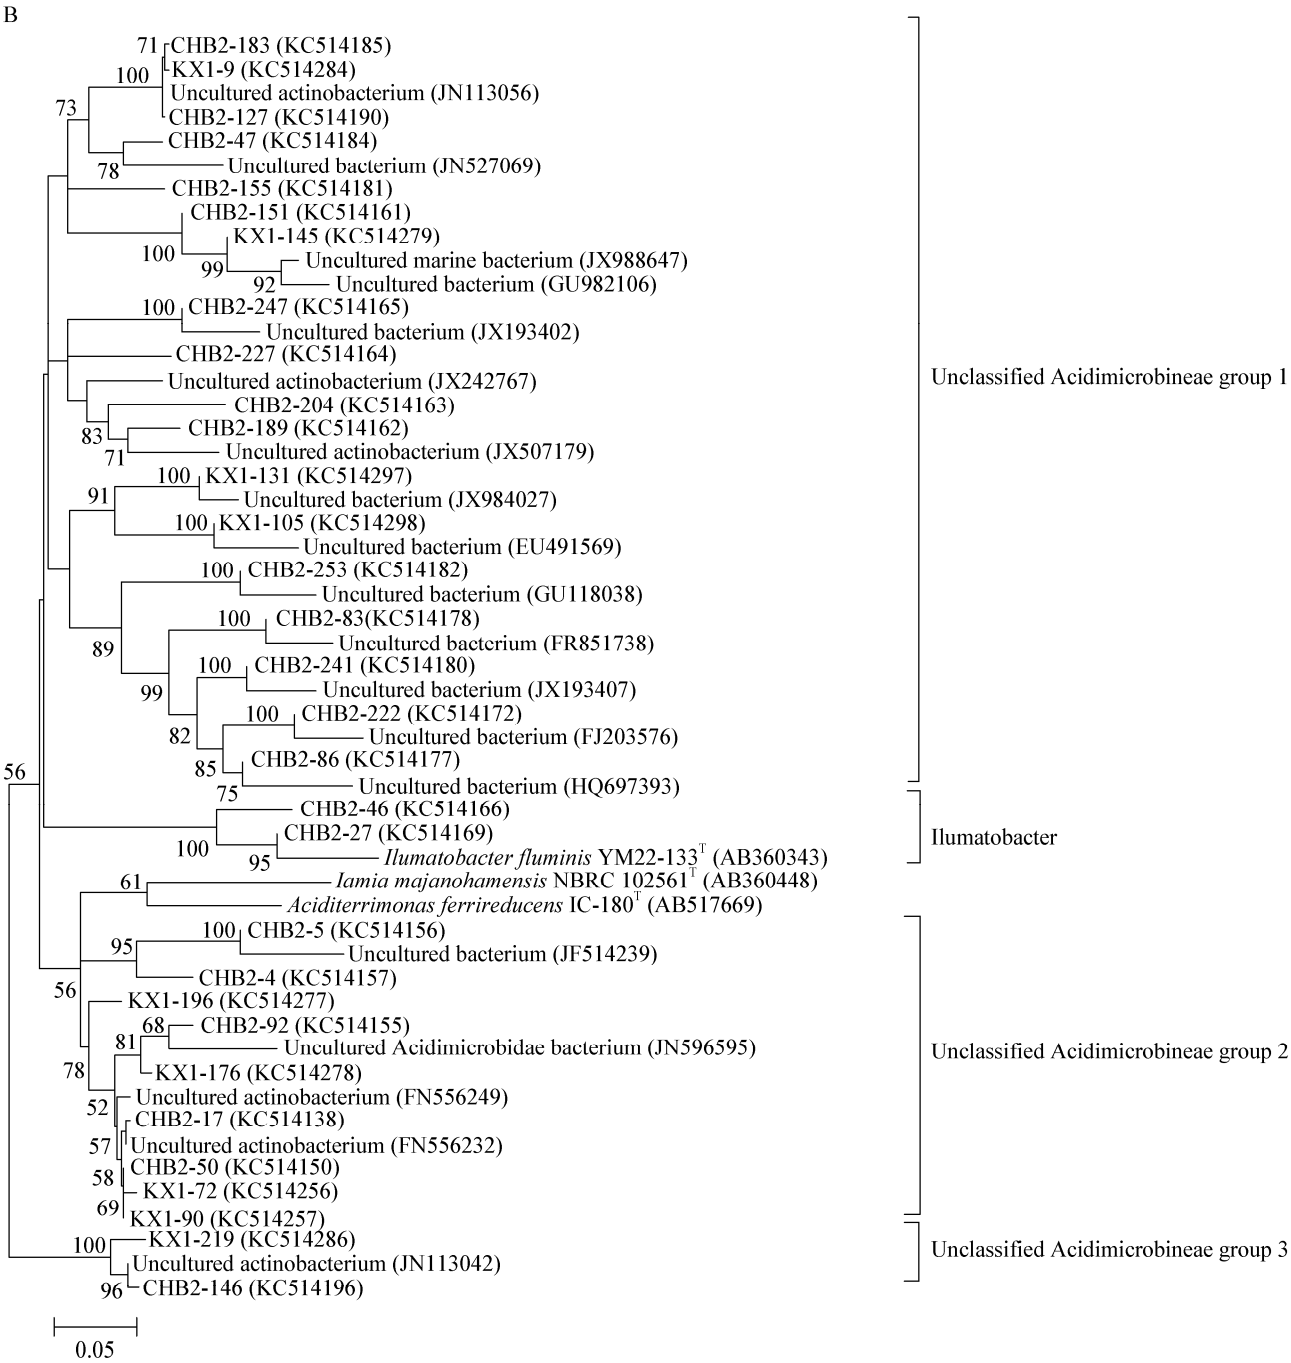 B
71 CHB2-183 (KC514185)
KX1-9 (KC514284)
100
Uncultured actinobacterium (JN113056)
73
CHB2-127 (KC514190)
CHB2-47 (KC514184)
78
Uncultured bacterium (JN527069)
CHB2-155 (KC514181)
CHB2-151 (KC514161)
KX1-145 (KC514279)
100
99
Uncultured marine bacterium (JX988647)
92
Uncultured bacterium (GU982106)
100 CHB2-247 (KC514165)
Uncultured bacterium (JX193402)
CHB2-227 (KC514164)
Unclassified Acidimicrobineae group 1
Uncultured actinobacterium (JX242767)
CHB2-204 (KC514163)
83
CHB2-189 (KC514162)
71
Uncultured actinobacterium (JX507179)
100 KX1-131 (KC514297)
91
Uncultured bacterium (JX984027)
100 KX1-105 (KC514298)
Uncultured bacterium (EU491569)
100 CHB2-253 (KC514182)
Uncultured bacterium (GU118038)
100 CHB2-83(KC514178)
89
Uncultured bacterium (FR851738)
100 CHB2-241 (KC514180)
99
Uncultured bacterium (JX193407)
100 CHB2-222 (KC514172)
82
Uncultured bacterium (FJ203576)
CHB2-86 (KC514177)
85
56
75
Uncultured bacterium (HQ697393)
CHB2-46 (KC514166)
CHB2-27 (KC514169)
Ilumatobacter
100
95
Ilumatobacter fluminis YM22-133T (AB360343)
61
Iamia majanohamensis NBRC 102561T (AB360448)
Aciditerrimonas ferrireducens IC-180T (AB517669)
100 CHB2-5 (KC514156)
95
Uncultured bacterium (JF514239)
CHB2-4 (KC514157)
56
KX1-196 (KC514277)
68 CHB2-92 (KC514155)
81
Uncultured Acidimicrobidae bacterium (JN596595)
Unclassified Acidimicrobineae group 2
78
KX1-176 (KC514278)
Uncultured actinobacterium (FN556249)
52
CHB2-17 (KC514138)
57
Uncultured actinobacterium (FN556232)
CHB2-50 (KC514150)
58
KX1-72 (KC514256)
69
KX1-90 (KC514257)
100
KX1-219 (KC514286)
Unclassified Acidimicrobineae group 3
Uncultured actinobacterium (JN113042)
96 CHB2-146 (KC514196)
0.05